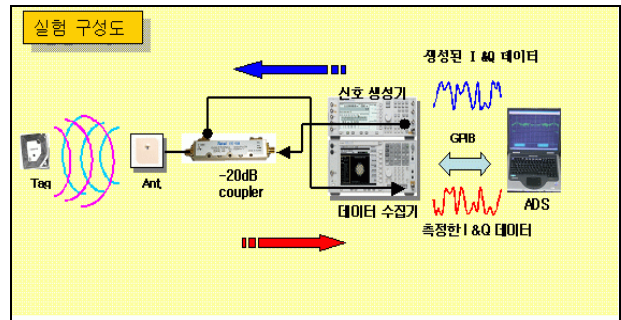 실험 구성도
생성된 I &Q 데이터
신호 생성기
GPIB
Tag
Ant,
-20dB
coupler
데이터 수집기
ADS
측정한 I &Q 데이터